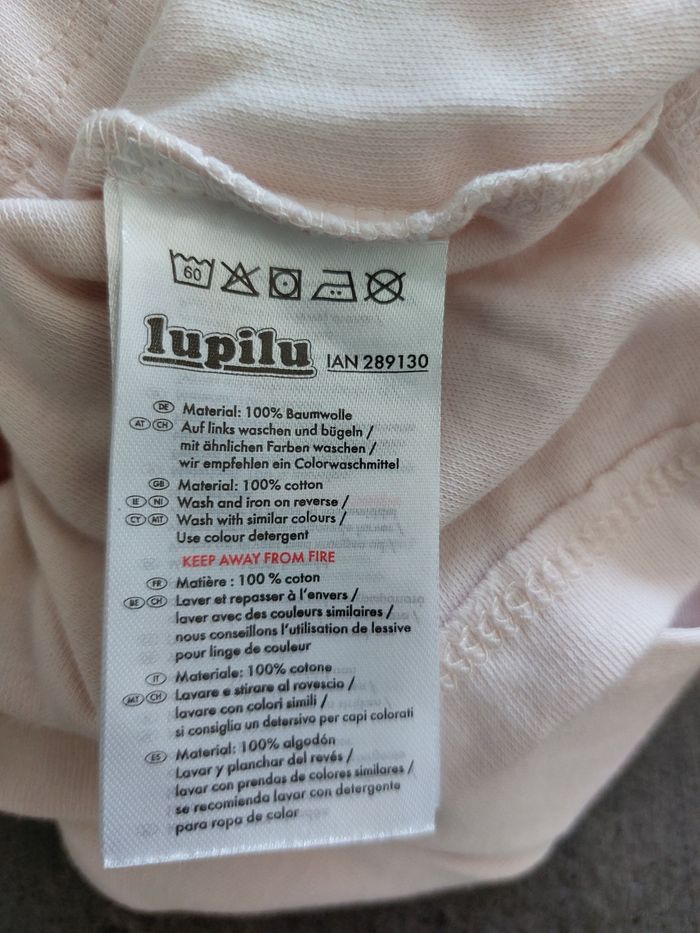 60
lupilu IAN 289130
DE Material: 100% Baumwolle
AT CH Auf links waschen und bügeln /
mit ähnlichen Farben waschen /
wir empfehlen ein Colorwaschmittel
GB Material: 100% cotton
IE NI Wash and iron on reverse /
CY MT Wash with similar colours /
Use colour detergent
KEEP AWAY FROM FIRE
FR Matière : 100 % coton
BE CH Laver et repasser à l'envers /
laver avec des couleurs similaires /
nous conseillons l'utilisation de lessive
pour linge de couleur
IT Materiale: 100% cotone
MT CH Lavare e stirare al rovescio /
lavare con colori simili /
si consiglia un detersivo per capi colorati
ES Material: 100% algodón
Lavar y planchar del revés /
lavar con prendas de colores similares /
se recomienda lavar con detergente
para ropa de color